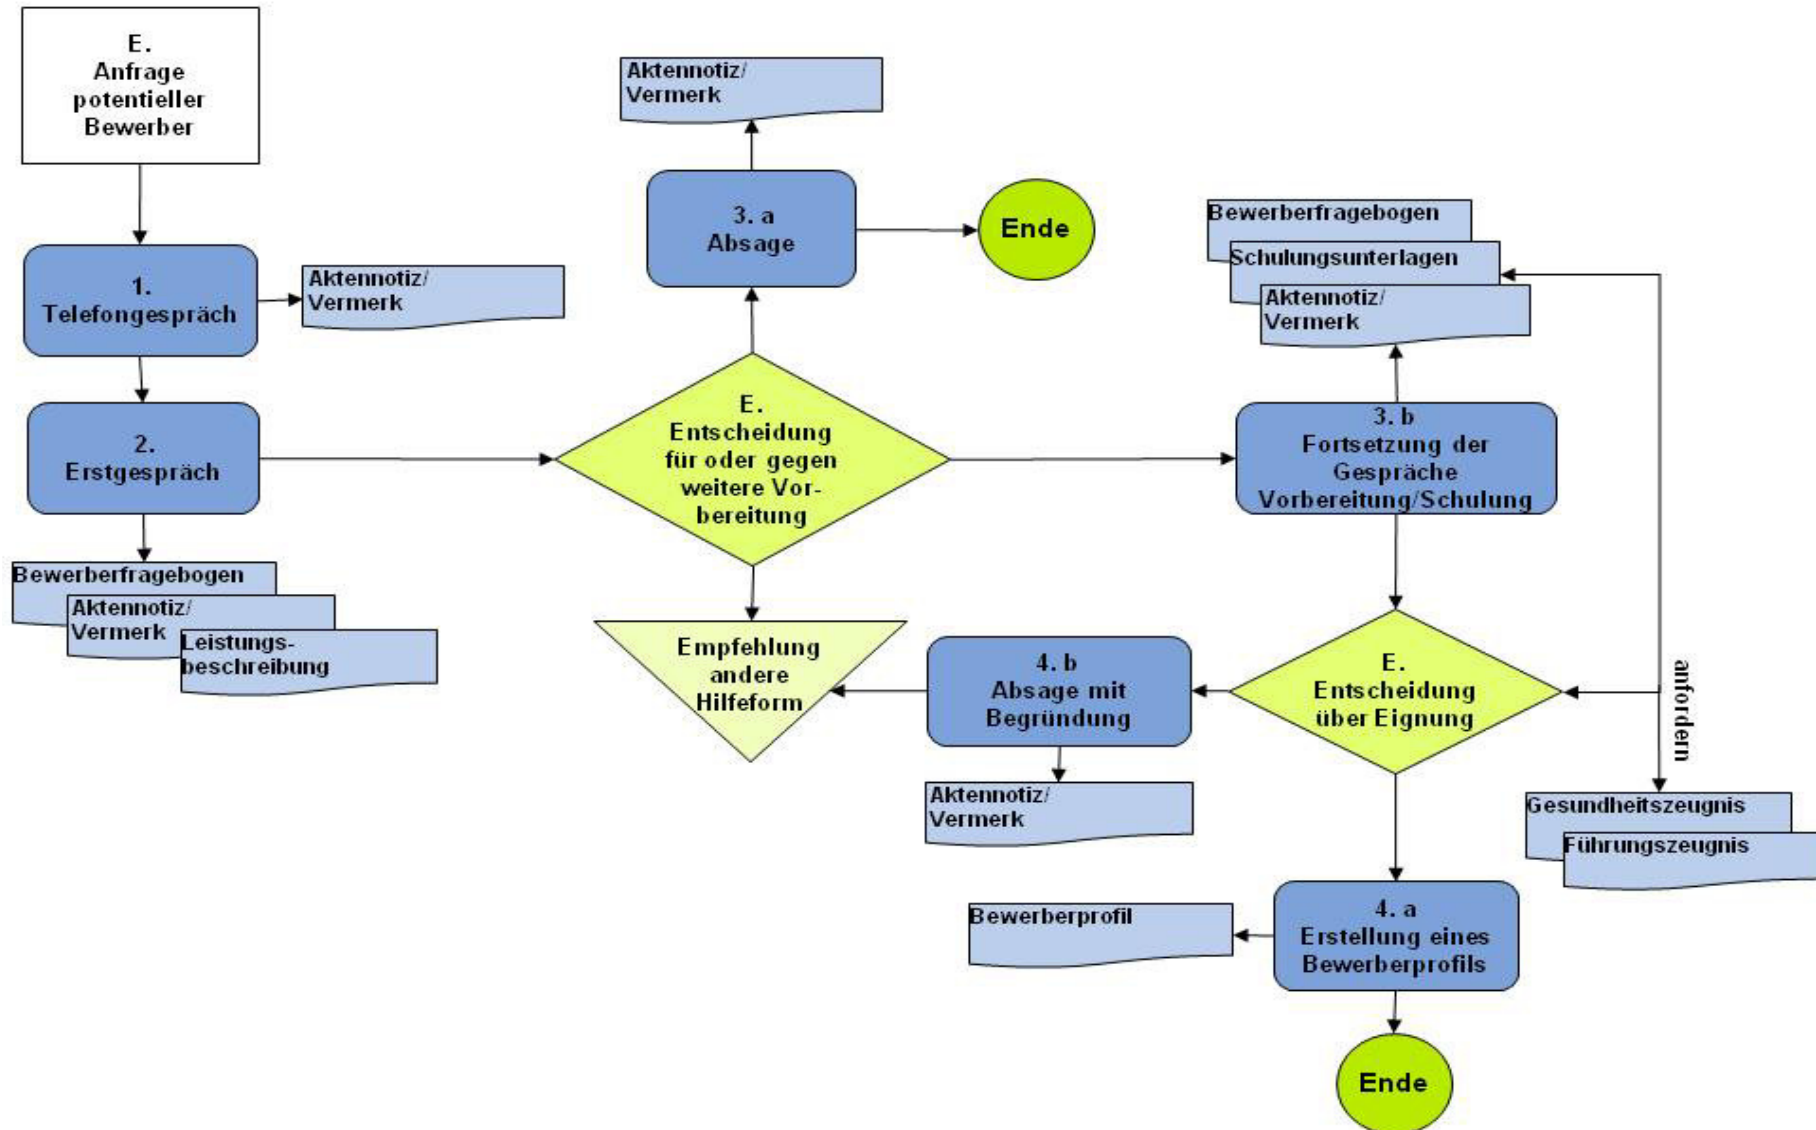 E.
Anfrage
potentieller
Bewerber
1.
Telefongespräch
Aktennotiz/
Vermerk
2.
Erstgespräch
Bewerberfragebogen
Aktennotiz/
Vermerk
Leistungs-
beschreibung
Aktennotiz/
Vermerk
3. a
Absage
Ende
E.
Entscheidung
für oder gegen
weitere Vor-
bereitung
Empfehlung
andere
Hilfeform
Bewerberfragebogen
Schulungsunterlagen
Aktennotiz/
Vermerk
3. b
Fortsetzung der
Gespräche
Vorbereitung/Schulung
E.
Entscheidung
über Eignung
anfordern
Gesundheitszeugnis
Führungszeugnis
4. b
Absage mit
Begründung
Aktennotiz/
Vermerk
4. a
Erstellung eines
Bewerberprofils
Bewerberprofil
Ende